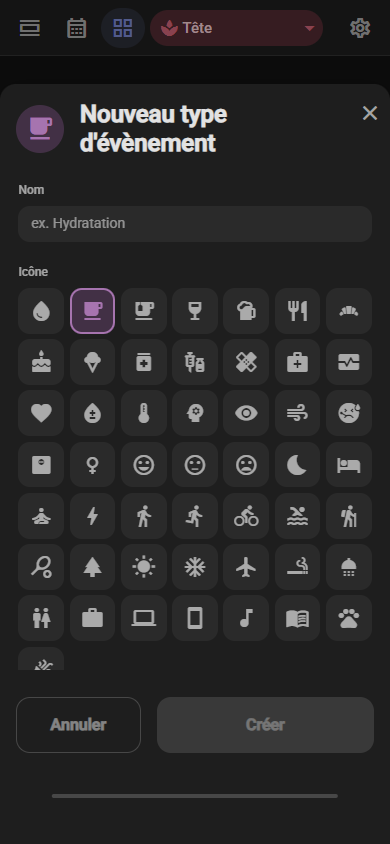 Tête
Nouveau type
d'évènement
Nom
ex. Hydratation
Icône
Annuler
Créer